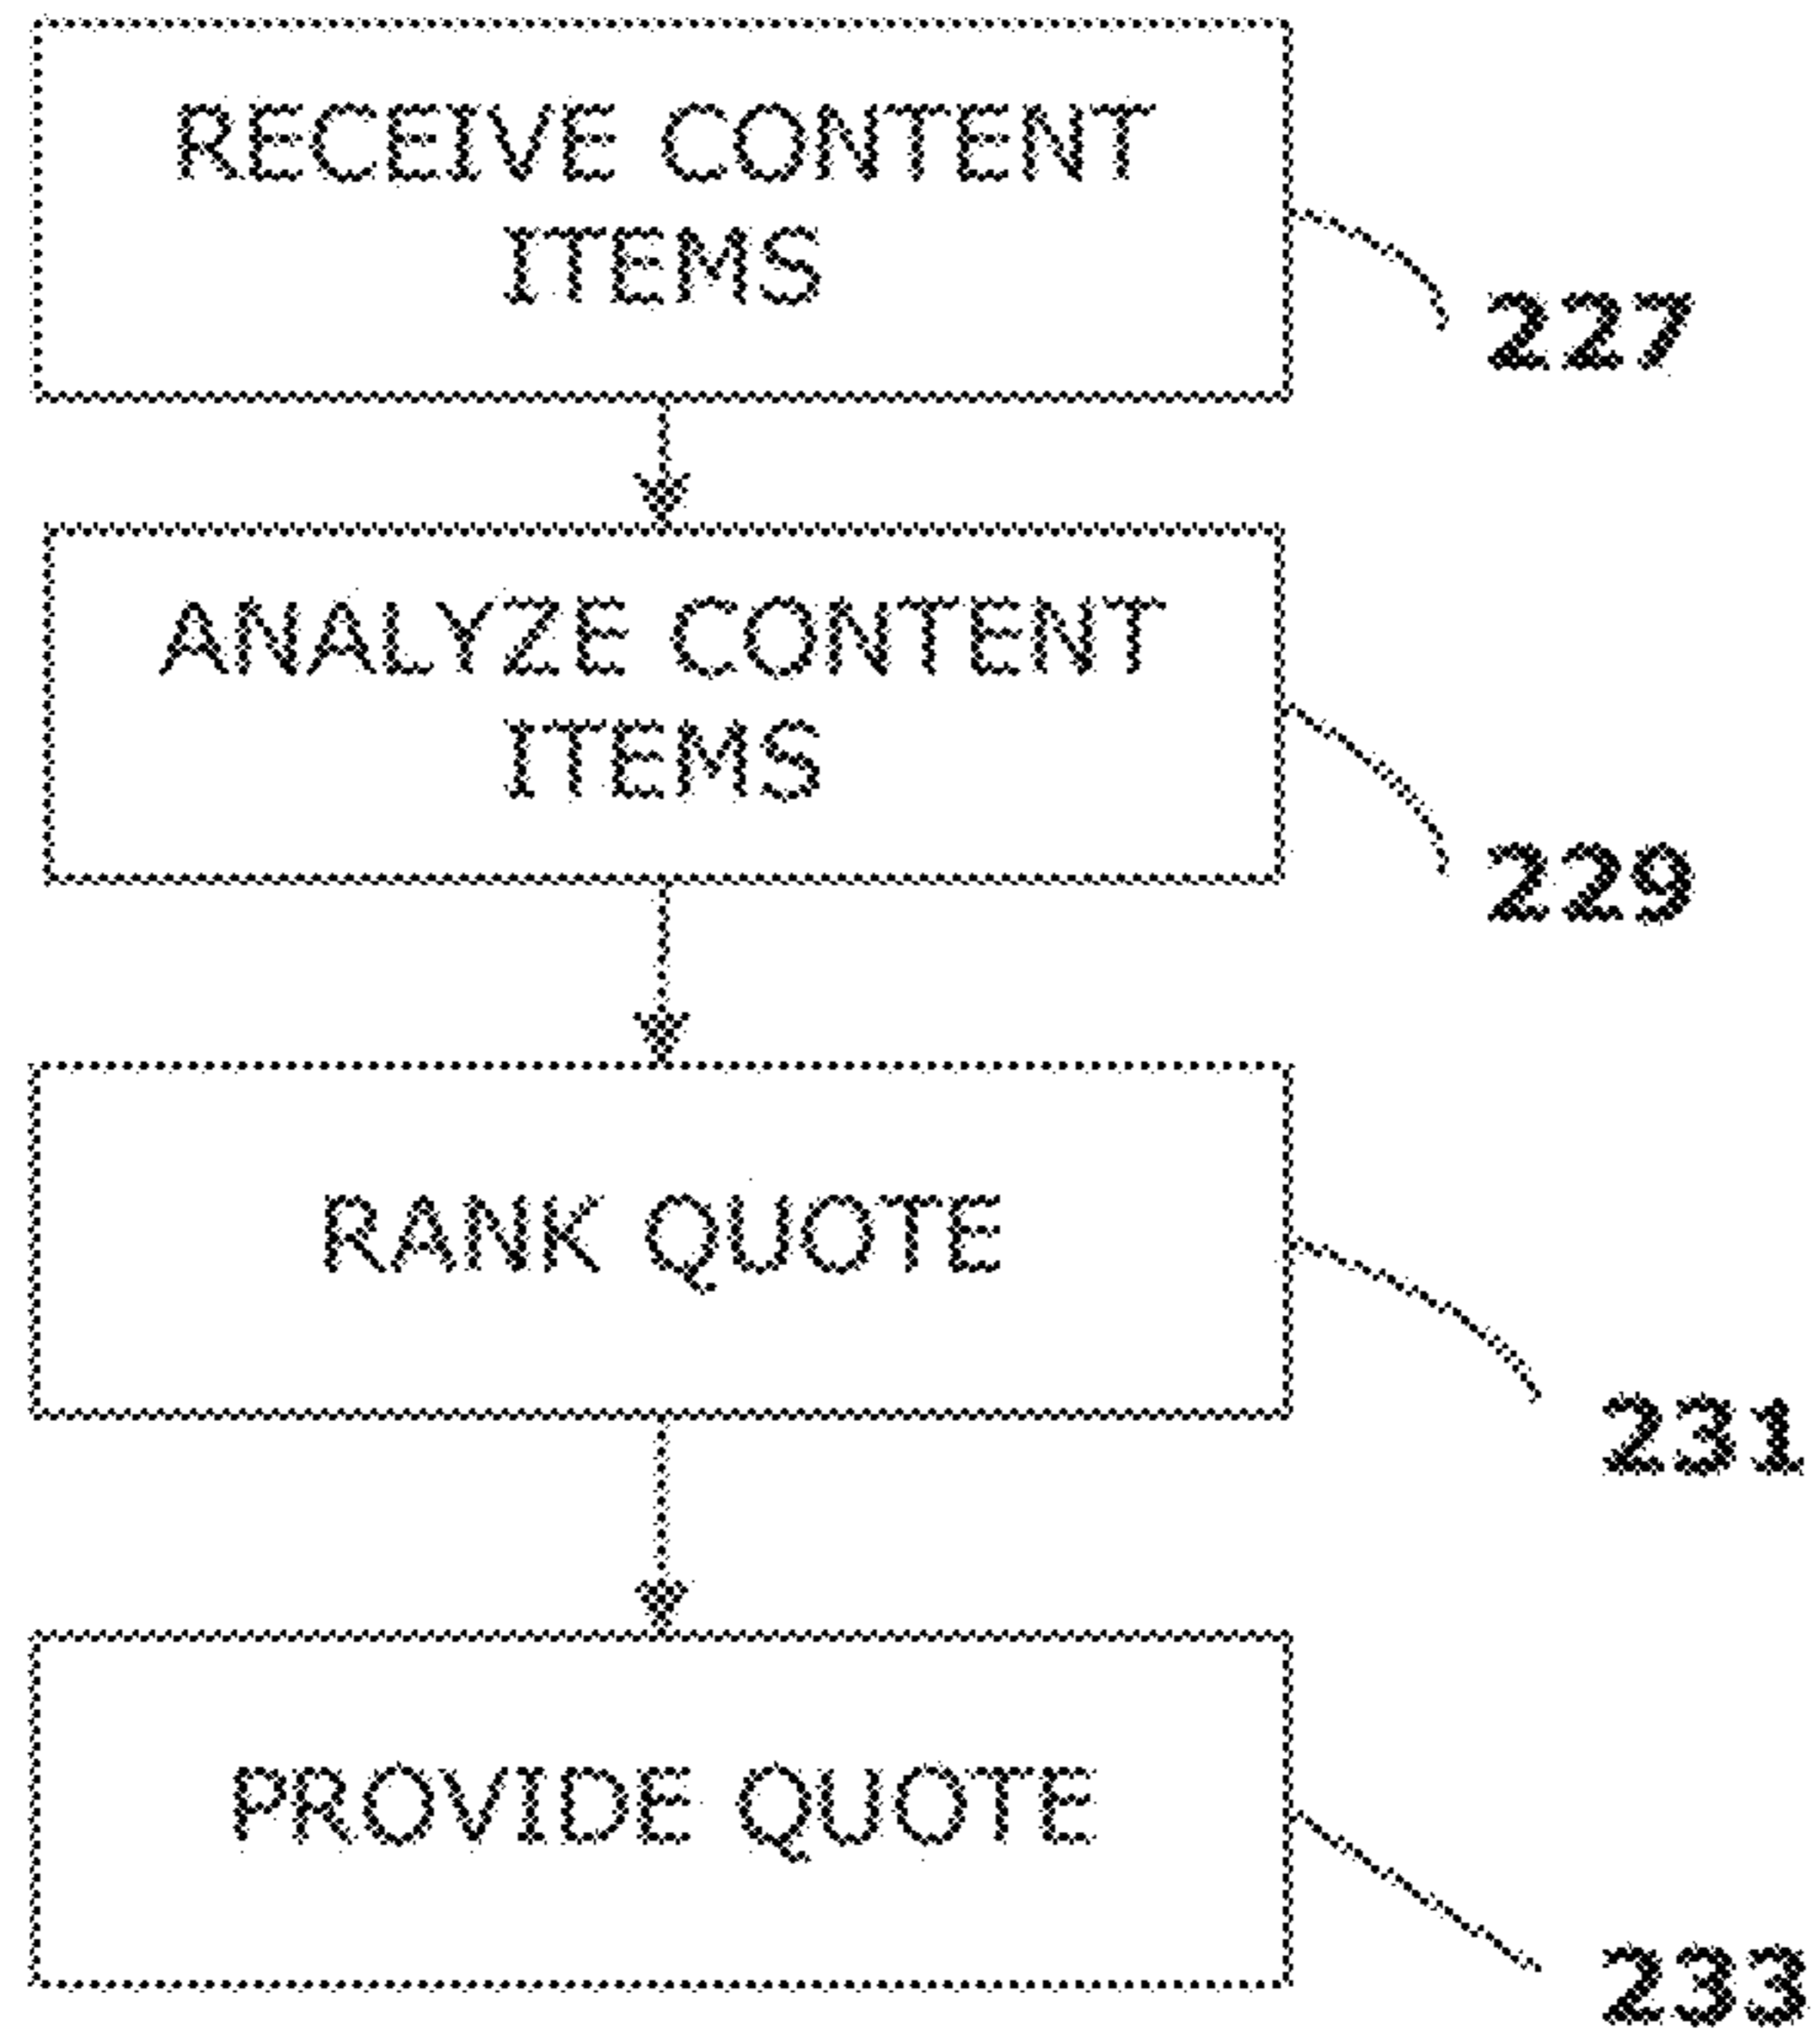 RECEIVE CONTENT
ITEMS
227
ANALYZE CONTENT
ITEMS
229
RANK QUOTE
231
PROVIDE QUOTE
233